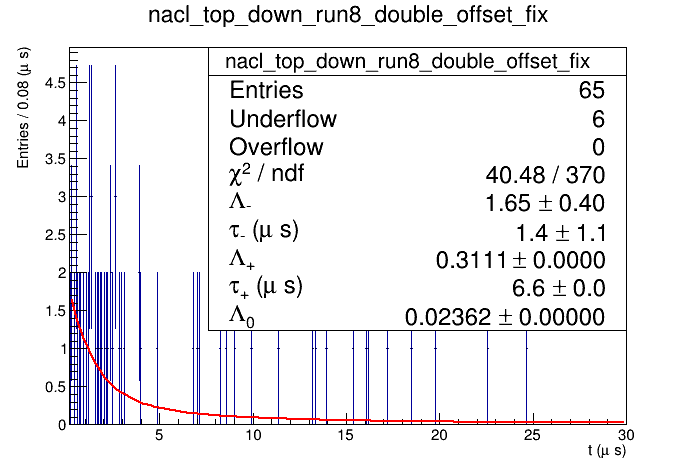 nacl_top_down_run8_double_offset_fix
nacl_top_down_run8_double_offset_fix
Entries 65
Underflow 6
Overflow 0
χ² / ndf 40.48 / 370
Λ₋ 1.65 ± 0.40
τ₋ (μ s) 1.4 ± 1.1
Λ₊ 0.3111 ± 0.0000
τ₊ (μ s) 6.6 ± 0.0
Λ₀ 0.02362 ± 0.00000
Entries / 0.08 (μ s)
4.5
4
3.5
3
2.5
2
1.5
1
0.5
0
5 10 15 20 25 30
t (μ s)